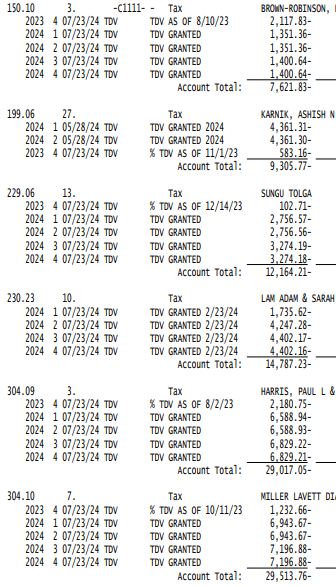 150.10 3. -C1111- - Tax BROWN-ROBINSON,
2023 4 07/23/24 TDV TDV AS OF 8/10/23 2,117.83-
2024 1 07/23/24 TDV TDV GRANTED 1,351.36-
2024 2 07/23/24 TDV TDV GRANTED 1,351.36-
2024 3 07/23/24 TDV TDV GRANTED 1,400.64-
2024 4 07/23/24 TDV TDV GRANTED 1,400.64-
Account Total: 7,621.83-
199.06 27. Tax KARNIK, ASHISH N
2024 1 05/28/24 TDV TDV GRANTED 2024 4,361.31-
2024 2 05/28/24 TDV TDV GRANTED 2024 4,361.30-
2023 4 07/23/24 TDV % TDV AS OF 11/1/23 583.16-
Account Total: 9,305.77-
229.06 13. Tax SUNGU TOLGA
2023 4 07/23/24 TDV % TDV AS OF 12/14/23 102.71-
2024 1 07/23/24 TDV TDV GRANTED 2,756.57-
2024 2 07/23/24 TDV TDV GRANTED 2,756.56-
2024 3 07/23/24 TDV TDV GRANTED 3,274.19-
2024 4 07/23/24 TDV TDV GRANTED 3,274.18-
Account Total: 12,164.21-
230.23 10. Tax LAM ADAM & SARAH
2024 1 07/23/24 TDV TDV GRANTED 2/23/24 1,735.62-
2024 2 07/23/24 TDV TDV GRANTED 2/23/24 4,247.28-
2024 3 07/23/24 TDV TDV GRANTED 2/23/24 4,402.17-
2024 4 07/23/24 TDV TDV GRANTED 2/23/24 4,402.16-
Account Total: 14,787.23-
304.09 3. Tax HARRIS, PAUL L &
2023 4 07/23/24 TDV % TDV AS OF 8/2/23 2,180.75-
2024 1 07/23/24 TDV TDV GRANTED 6,588.94-
2024 2 07/23/24 TDV TDV GRANTED 6,588.93-
2024 3 07/23/24 TDV TDV GRANTED 6,829.22-
2024 4 07/23/24 TDV TDV GRANTED 6,829.21-
Account Total: 29,017.05-
304.10 7. Tax MILLER LAVETT DI
2023 4 07/23/24 TDV % TDV AS OF 10/11/23 1,232.66-
2024 1 07/23/24 TDV TDV GRANTED 6,943.67-
2024 2 07/23/24 TDV TDV GRANTED 6,943.67-
2024 3 07/23/24 TDV TDV GRANTED 7,196.88-
2024 4 07/23/24 TDV TDV GRANTED 7,196.88-
Account Total: 29,513.76-